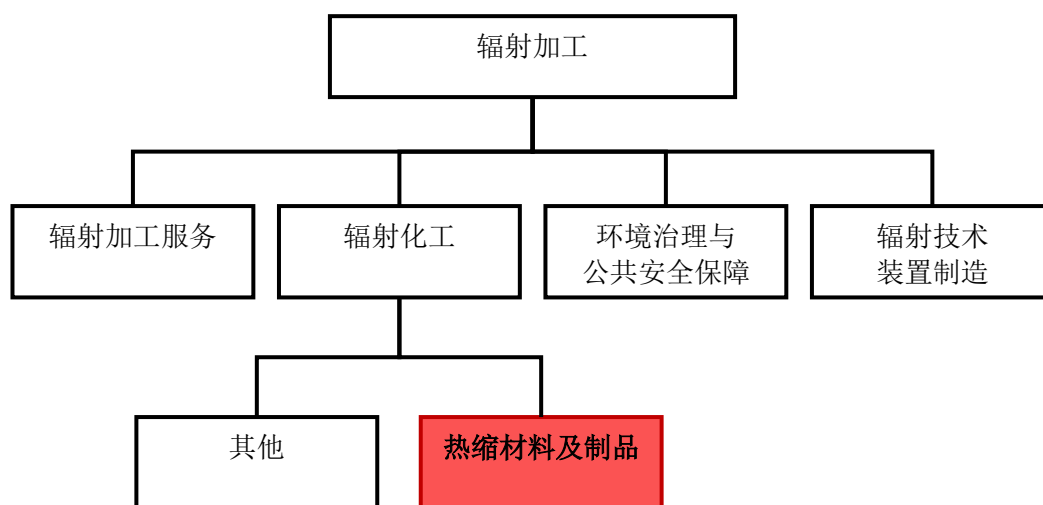 辐射加工
辐射加工服务
辐射化工
环境治理与
公共安全保障
辐射技术
装置制造
其他
热缩材料及制品